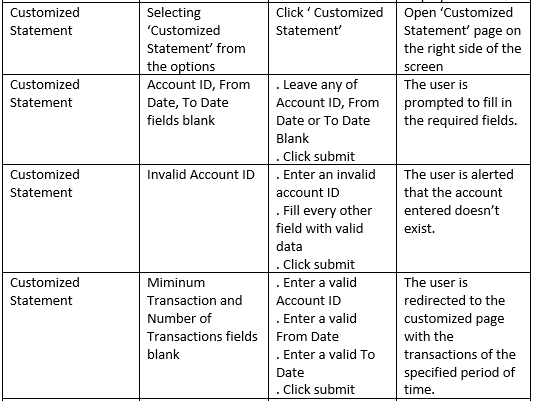 Customized
Statement
Selecting
‘Customized
Statement’ from
the options
Click ‘ Customized
Statement’
Open ‘Customized
Statement’ page on
the right side of the
screen
Customized
Statement
Account ID, From
Date, To Date
fields blank
. Leave any of
Account ID, From
Date or To Date
Blank
. Click submit
The user is
prompted to fill in
the required fields.
Customized
Statement
Invalid Account ID
. Enter an invalid
account ID
. Fill every other
field with valid
data
. Click submit
The user is alerted
that the account
entered doesn’t
exist.
Customized
Statement
Miminum
Transaction and
Number of
Transactions fields
blank
. Enter a valid
Account ID
. Enter a valid
From Date
. Enter a valid To
Date
. Click submit
The user is
redirected to the
customized page
with the
transactions of the
specified period of
time.